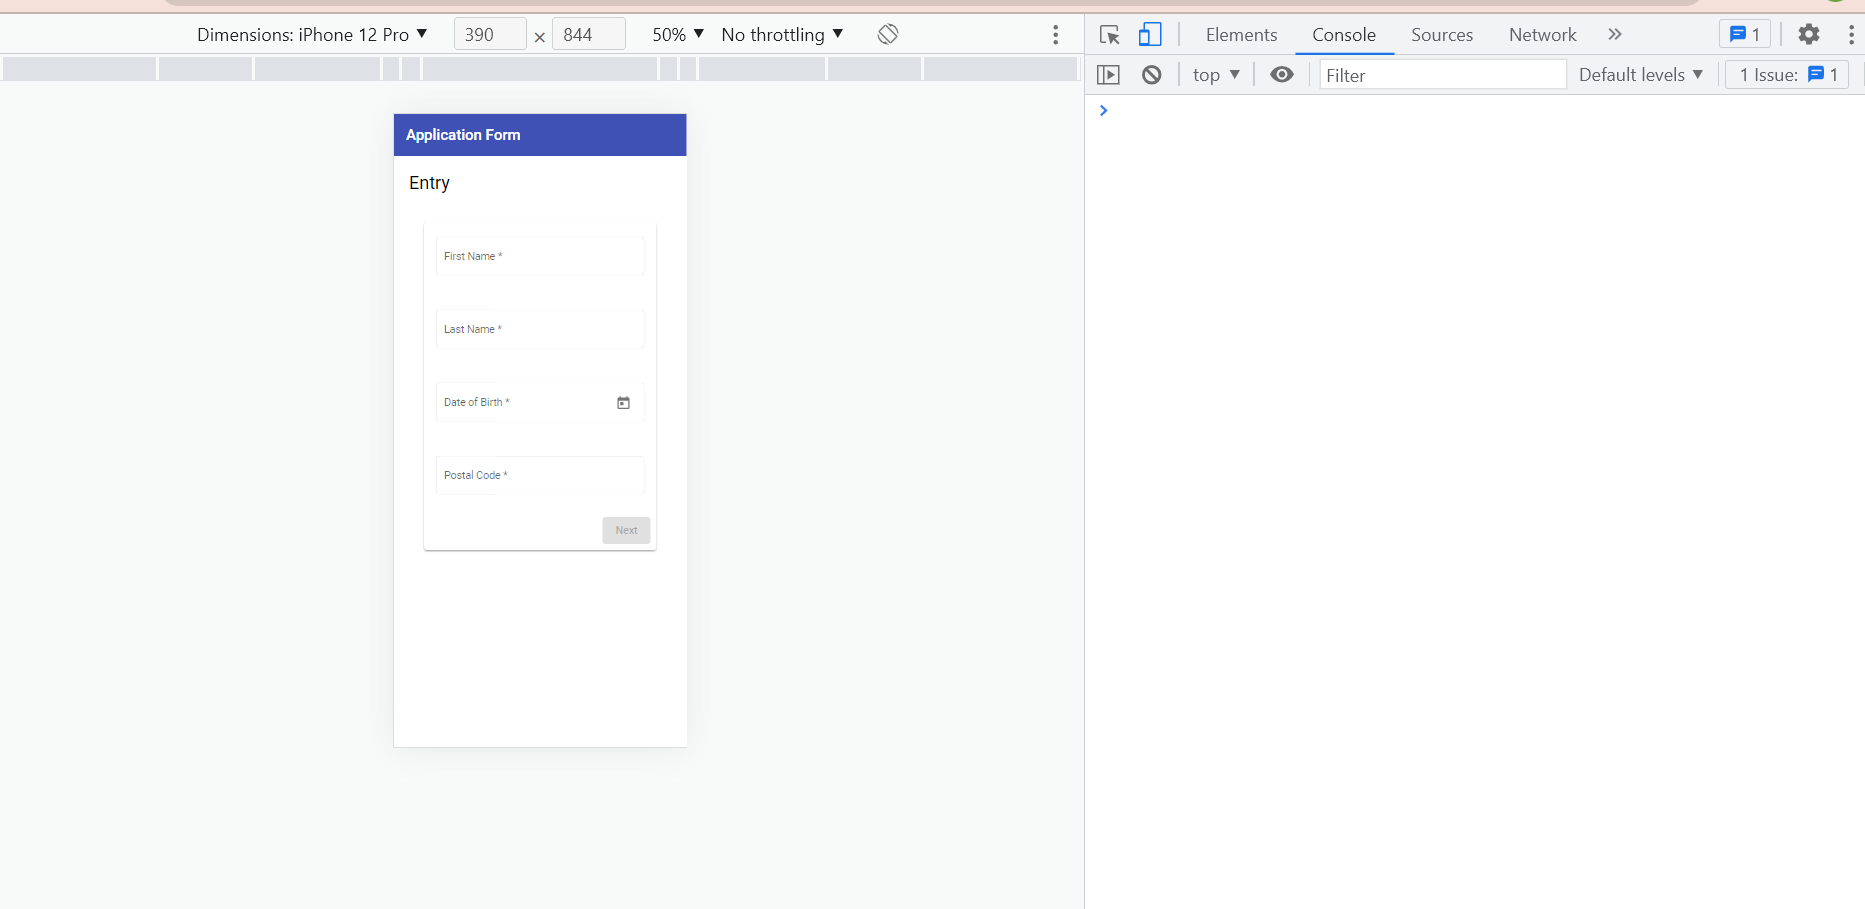 Dimensions: iPhone 12 Pro ▼ 390 × 844 50% ▼ No throttling ▼
Elements Console Sources Network » 1
top ▼ Filter Default levels ▼ 1 Issue: 1
Application Form
Entry
First Name *
Last Name *
Date of Birth *
Postal Code *
Next